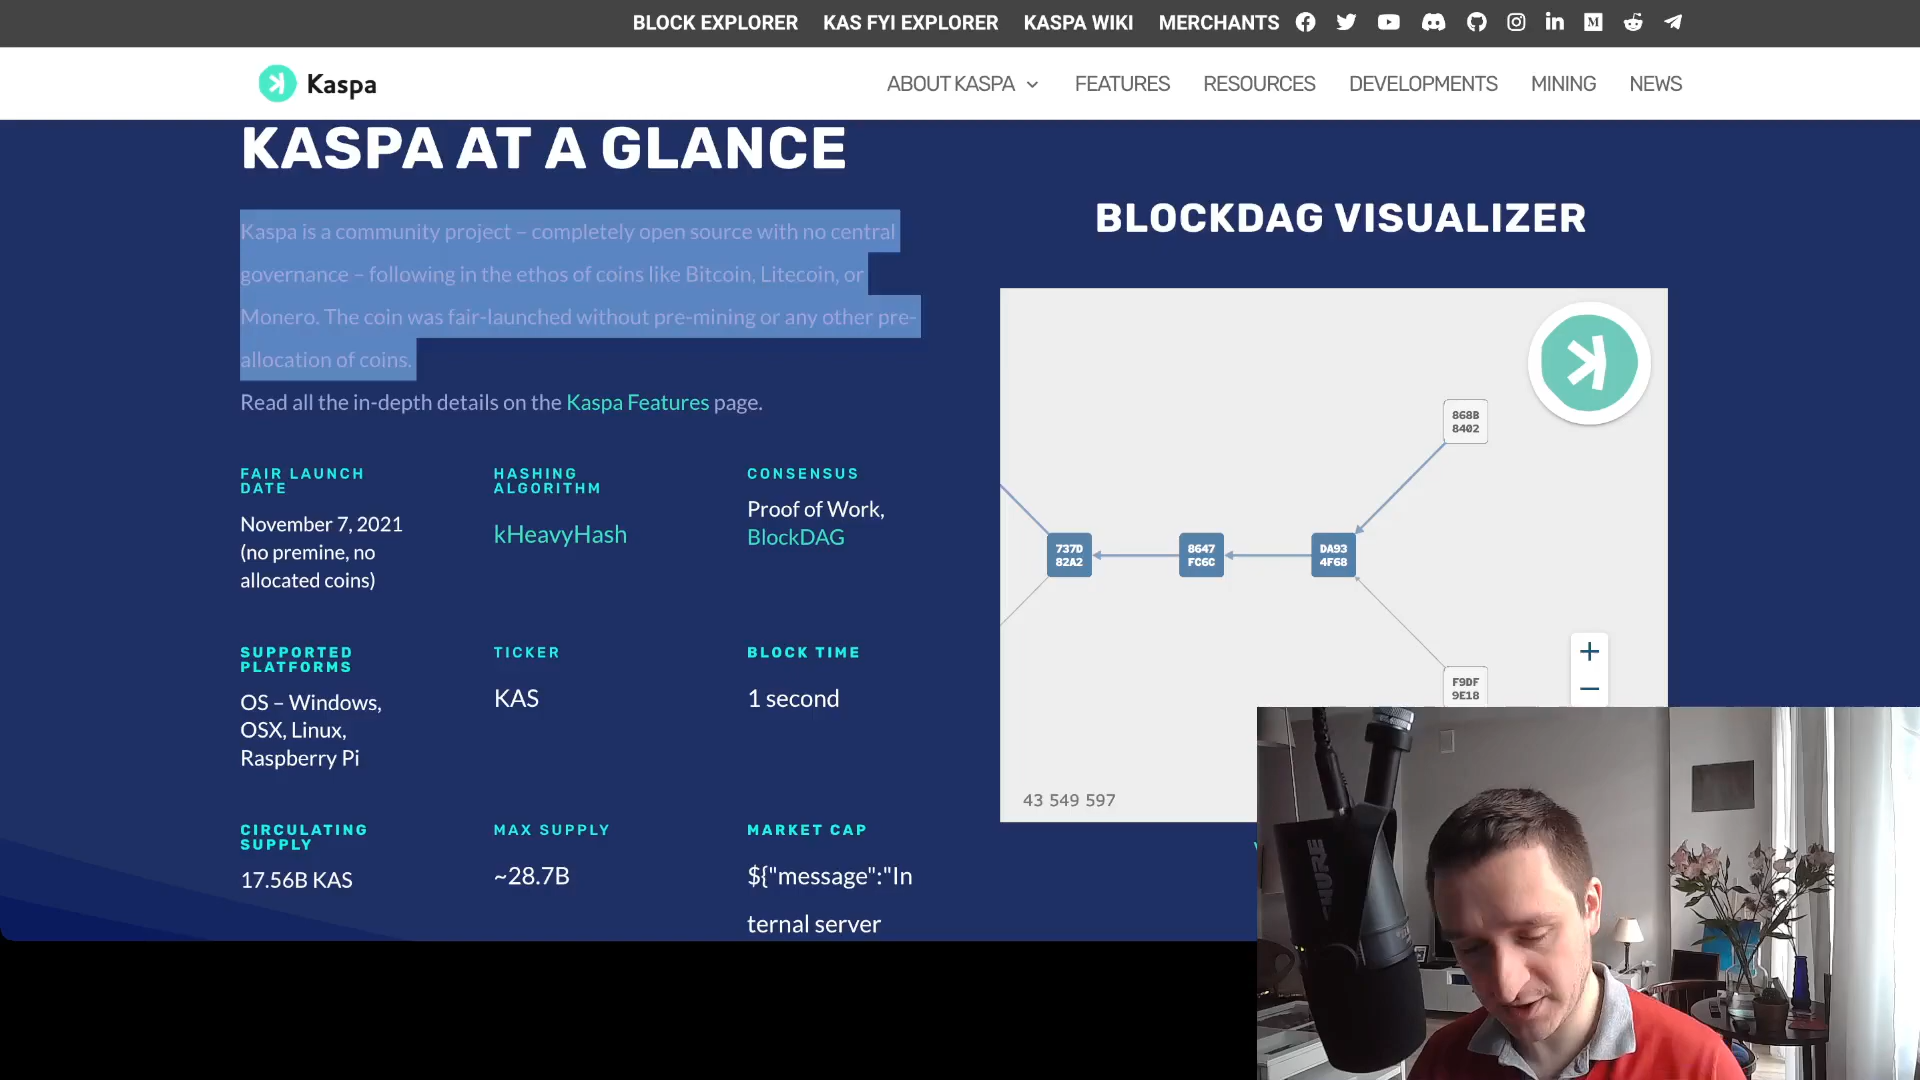 BLOCK EXPLORER KAS FYI EXPLORER KASPA WIKI MERCHANTS
Kaspa
ABOUT KASPA FEATURES RESOURCES DEVELOPMENTS MINING NEWS
KASPA AT A GLANCE
Kaspa is a community project – completely open source with no central
governance – following in the ethos of coins like Bitcoin, Litecoin, or
Monero. The coin was fair-launched without pre-mining or any other pre-
allocation of coins.
Read all the in-depth details on the Kaspa Features page.
FAIR LAUNCH
DATE
November 7, 2021
(no premine, no
allocated coins)
HASHING
ALGORITHM
kHeavyHash
CONSENSUS
Proof of Work,
BlockDAG
SUPPORTED
PLATFORMS
OS – Windows,
OSX, Linux,
Raspberry Pi
TICKER
KAS
BLOCK TIME
1 second
CIRCULATING
SUPPLY
17.56B KAS
MAX SUPPLY
~28.7B
MARKET CAP
${"message":"In
ternal server
BLOCKDAG VISUALIZER
868B
8402
737D
82A2
8647
FC6C
DA93
4F68
F9DF
9E18
+
−
43 549 597
SHURE